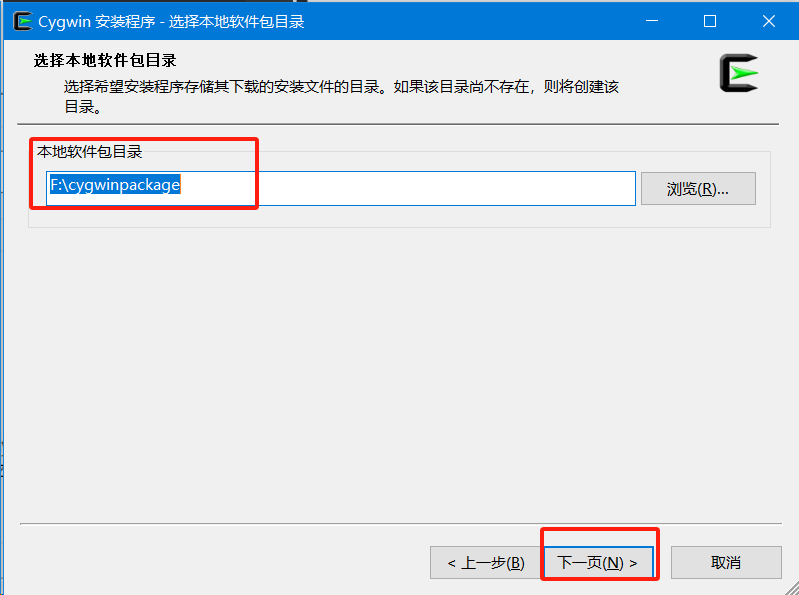 Cygwin 安装程序 - 选择本地软件包目录
选择本地软件包目录
选择希望安装程序存储其下载的安装文件的目录。如果该目录尚不存在，则将创建该
目录。
本地软件包目录
F:\cygwinpackage
浏览(R)...
< 上一步(B)
下一页(N) >
取消